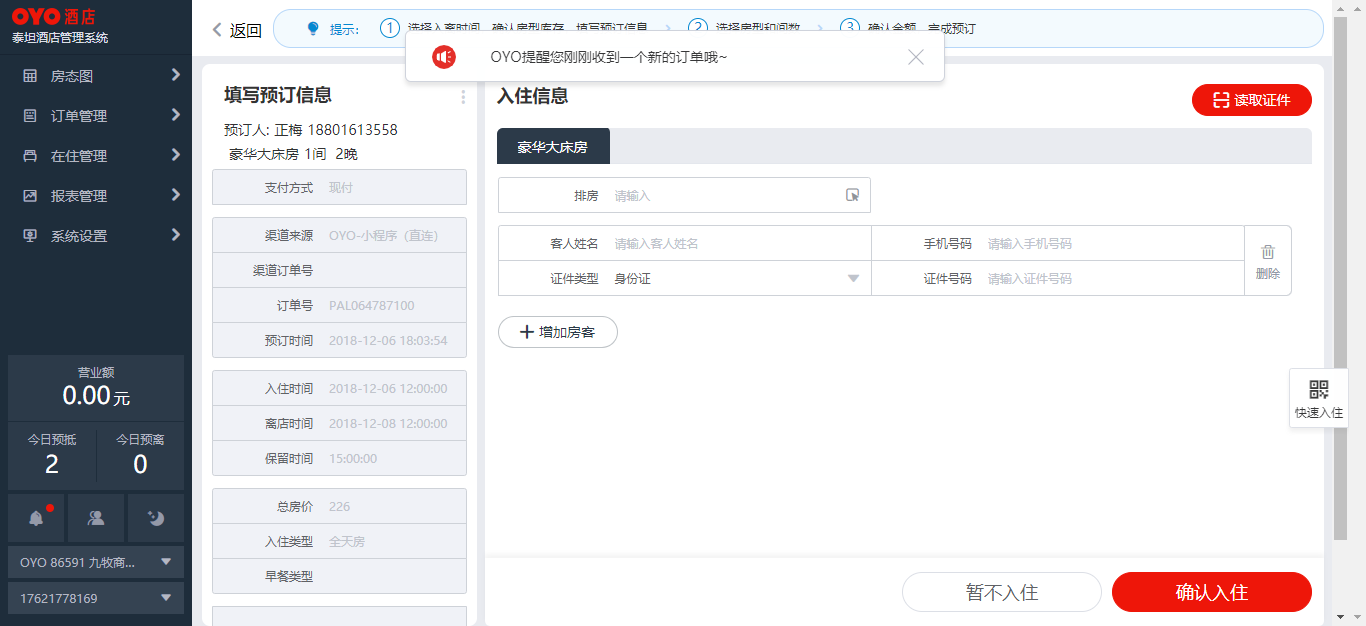 OYO 酒店
泰坦酒店管理系统
房态图
订单管理
在住管理
报表管理
系统设置
营业额
0.00元
今日预抵
2
今日预离
0
OYO 86591 九牧商...
17621778169
返回
提示:
1 选择入离时间，确认房型库存，填写预订信息
2 选择房型和间数
3 确认金额，完成预订
OYO提醒您刚刚收到一个新的订单哦~
填写预订信息
预订人: 正梅 18801613558
豪华大床房 1间 2晚
支付方式 现付
渠道来源 OYO-小程序（直连）
渠道订单号
订单号 PAL064787100
预订时间 2018-12-06 18:03:54
入住时间 2018-12-06 12:00:00
离店时间 2018-12-08 12:00:00
保留时间 15:00:00
总房价 226
入住类型 全天房
早餐类型
入住信息
读取证件
豪华大床房
排房 请输入
客人姓名 请输入客人姓名 手机号码 请输入手机号码
证件类型 身份证 证件号码 请输入证件号码
删除
增加房客
快速入住
暂不入住
确认入住